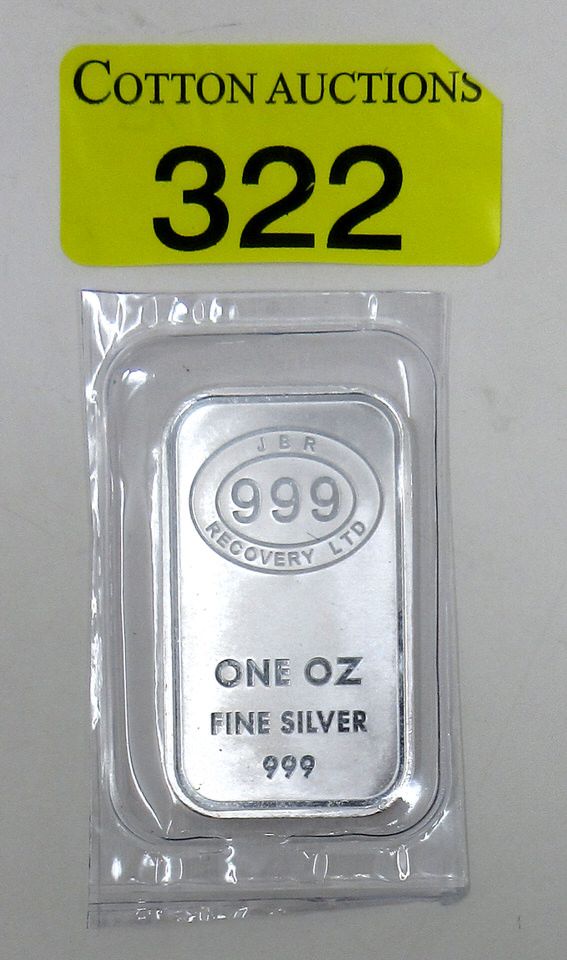 COTTON AUCTIONS
322
JBR
999
RECOVERY LTD
ONE OZ
FINE SILVER
999